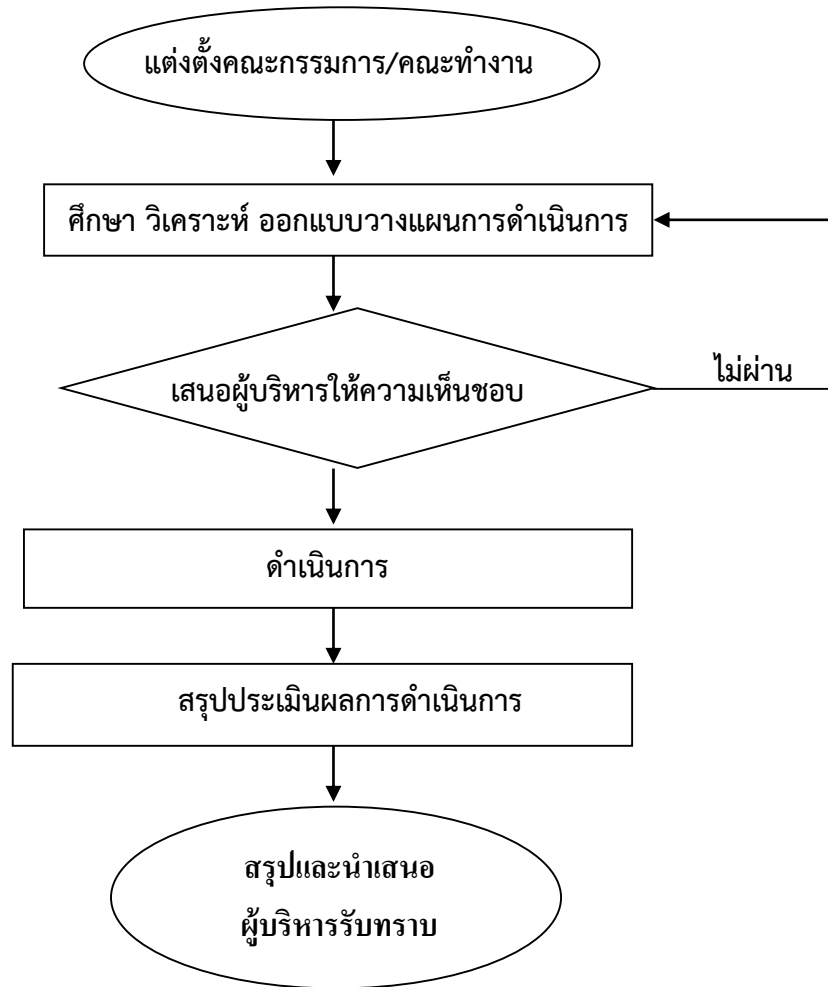 แต่งตั้งคณะกรรมการ/คณะทำงาน
ศึกษา วิเคราะห์ ออกแบบวางแผนการดำเนินการ
เสนอผู้บริหารให้ความเห็นชอบ
ไม่ผ่าน
ดำเนินการ
สรุปประเมินผลการดำเนินการ
สรุปและนำเสนอ
ผู้บริหารรับทราบ